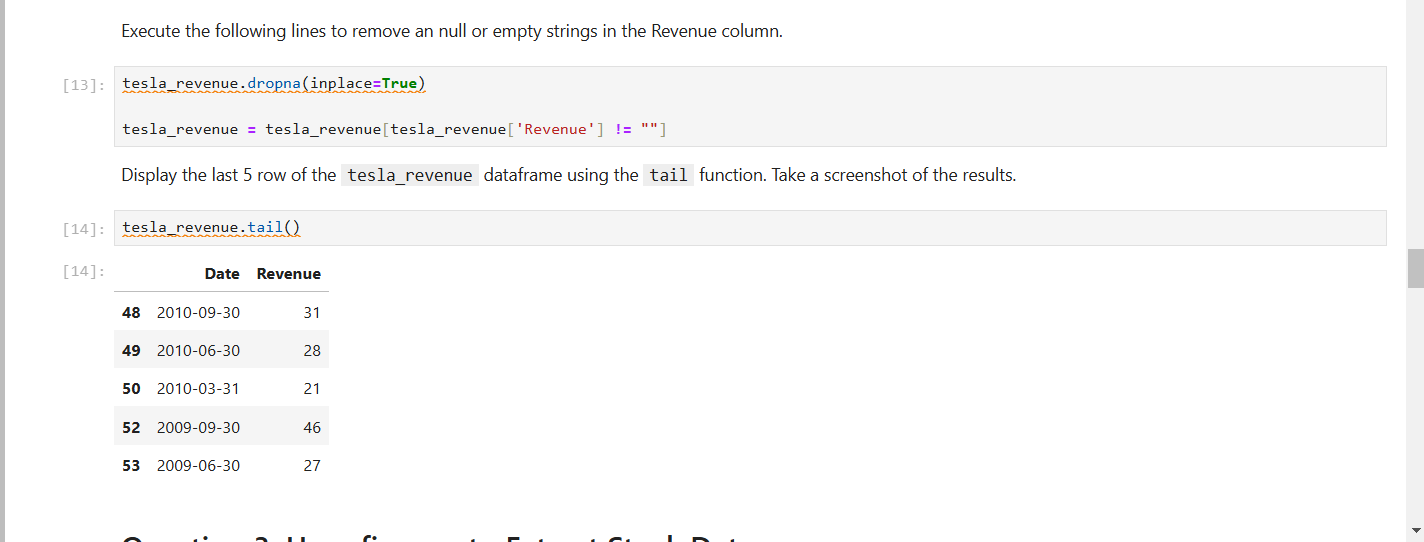 Execute the following lines to remove an null or empty strings in the Revenue column.
[13]: tesla_revenue.dropna(inplace=True)
tesla_revenue = tesla_revenue[tesla_revenue['Revenue'] != ""]
Display the last 5 row of the tesla_revenue dataframe using the tail function. Take a screenshot of the results.
[14]: tesla_revenue.tail()
[14]: Date Revenue
48 2010-09-30 31
49 2010-06-30 28
50 2010-03-31 21
52 2009-09-30 46
53 2009-06-30 27